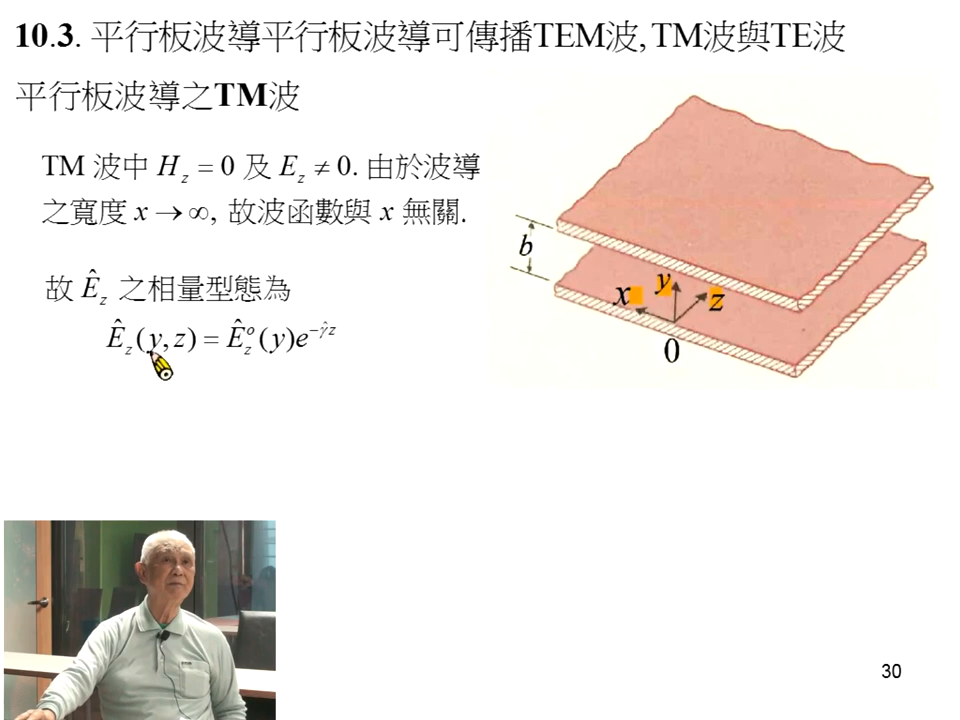 10.3. 平行板波導平行板波導可傳播TEM波, TM波與TE波
平行板波導之TM波
TM 波中 H_z = 0 及 E_z ≠ 0. 由於波導
之寬度 x → ∞, 故波函數與 x 無關.
故 Ê_z 之相量型態為
Ê_z(y, z) = Ê_z^o(y)e^{-γ̂z}
b
x
y
z
0
30